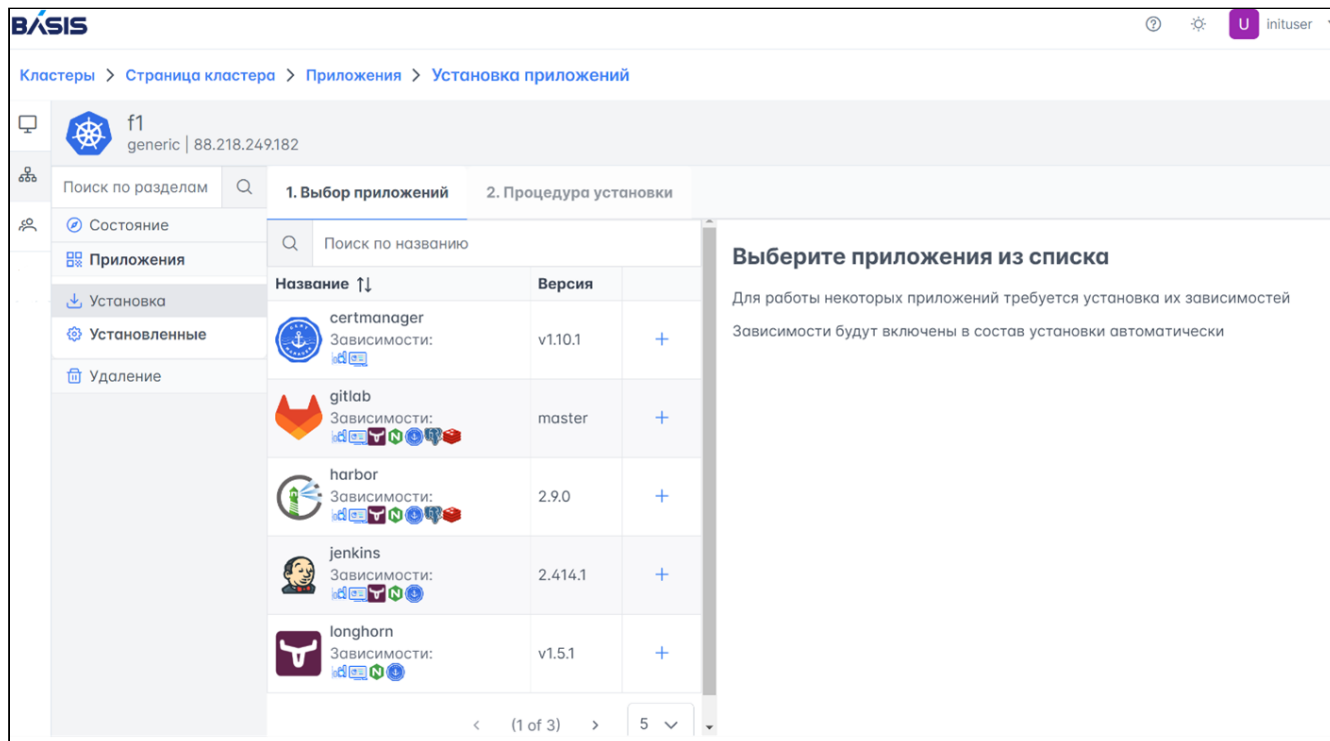 BÁSIS
U inituser
Кластеры > Страница кластера > Приложения > Установка приложений
f1
generic | 88.218.249.182
Поиск по разделам
Состояние
Приложения
Установка
Установленные
Удаление
1. Выбор приложений
2. Процедура установки
Поиск по названию
Название Версия
certmanager
Зависимости:
v1.10.1
+
gitlab
Зависимости:
master
+
harbor
Зависимости:
2.9.0
+
jenkins
Зависимости:
2.414.1
+
longhorn
Зависимости:
v1.5.1
+
< (1 of 3) > 5
Выберите приложения из списка
Для работы некоторых приложений требуется установка их зависимостей
Зависимости будут включены в состав установки автоматически